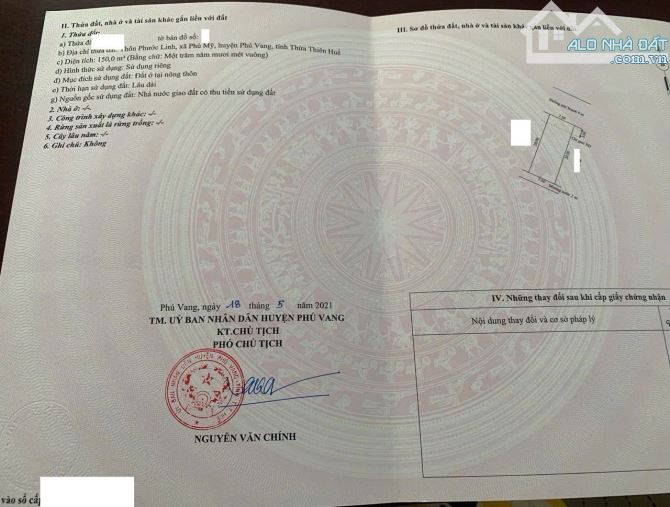 II. Thửa đất, nhà ở và tài sản khác gắn liền với đất
1. Thửa đất:
a) Thửa đ tờ bản đồ số:
b) Địa chỉ thửa đất: Thôn Phước Linh, xã Phú Mỹ, huyện Phú Vang, tỉnh Thừa Thiên Huế
c) Diện tích: 150,0 m² (Bằng chữ: Một trăm năm mươi mét vuông)
d) Hình thức sử dụng: Sử dụng riêng
đ) Mục đích sử dụng đất: Đất ở tại nông thôn
e) Thời hạn sử dụng đất: Lâu dài
g) Nguồn gốc sử dụng đất: Nhà nước giao đất có thu tiền sử dụng đất
2. Nhà ở: -/-
3. Công trình xây dựng khác: -/-
4. Rừng sản xuất là rừng trồng: -/-
5. Cây lâu năm: -/-
6. Ghi chú: Không
Phú Vang, ngày 18 tháng 5 năm 2021
TM. UỶ BAN NHÂN DÂN HUYỆN PHÚ VANG
KT.CHỦ TỊCH
PHÓ CHỦ TỊCH
NGUYỄN VĂN CHÍNH
vào sổ cấ
III. Sơ đồ thửa đất, nhà ở và tài sản khác gắn liền với
ALO NHÀ ĐẤT
.com.vn
IV. Những thay đổi sau khi cấp giấy chứng nhận
Nội dung thay đổi và cơ sở pháp lý